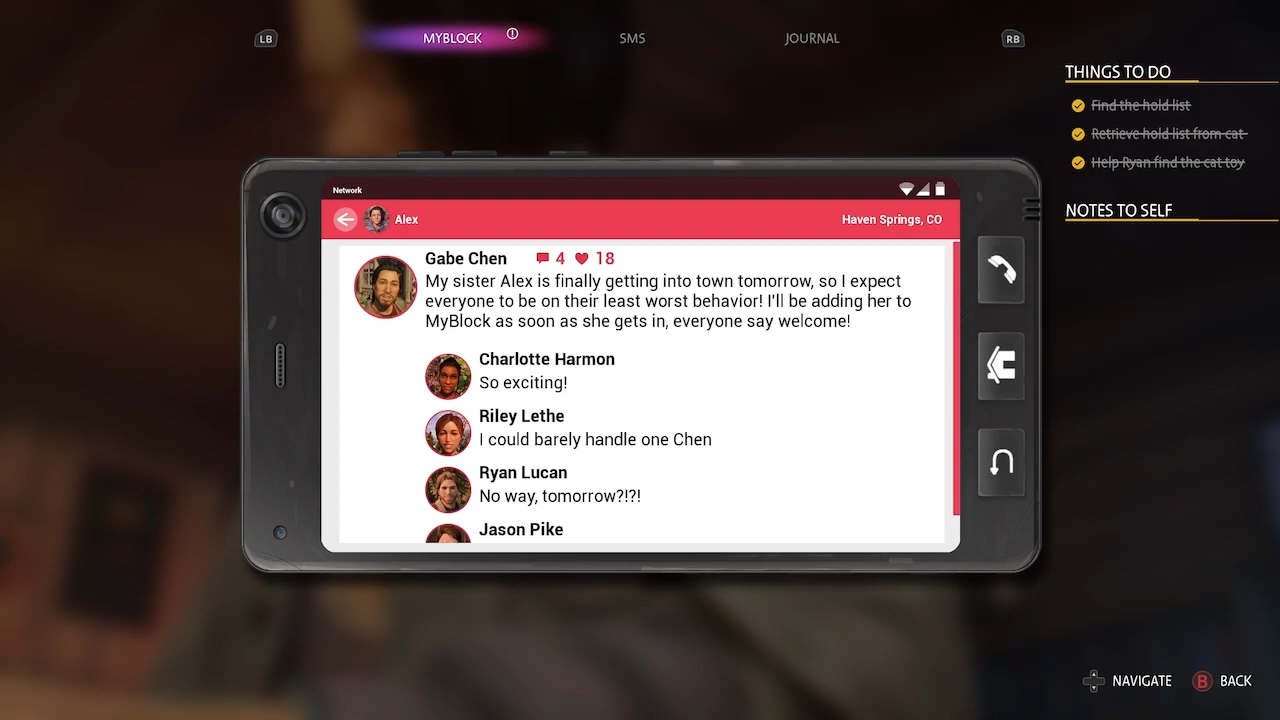 LB
MYBLOCK
SMS
JOURNAL
RB
THINGS TO DO
Find the hold list
Retrieve hold list from cat
Help Ryan find the cat toy
NOTES TO SELF
Network
Alex
Haven Springs, CO
Gabe Chen 4 18
My sister Alex is finally getting into town tomorrow, so I expect
everyone to be on their least worst behavior! I'll be adding her to
MyBlock as soon as she gets in, everyone say welcome!
Charlotte Harmon
So exciting!
Riley Lethe
I could barely handle one Chen
Ryan Lucan
No way, tomorrow?!?!
Jason Pike
NAVIGATE
B BACK